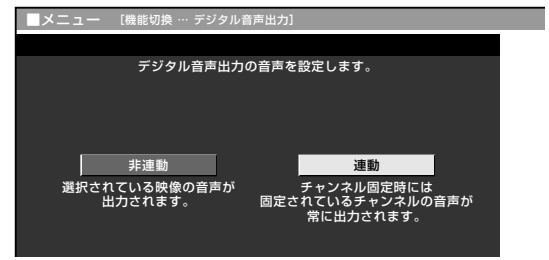 ■メニュー [機能切換 … デジタル音声出力]
デジタル音声出力の音声を設定します。
非連動
選択されている映像の音声が
出力されます。
連動
チャンネル固定時には
固定されているチャンネルの音声が
常に出力されます。